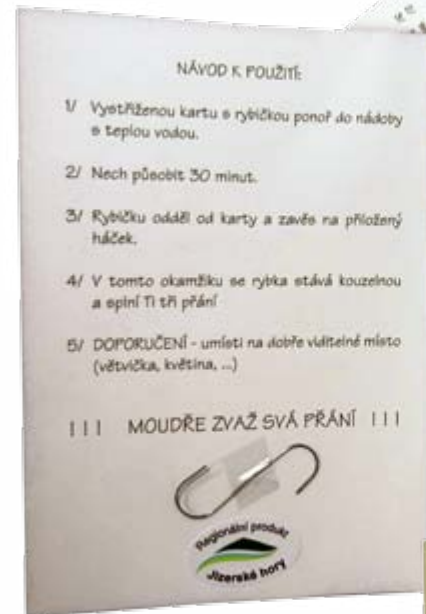 NÁVOD K POUŽITÍ:
1/ Vystřiženou kartu s rybičkou ponoř do nádoby
s teplou vodou.
2/ Nech působit 30 minut.
3/ Rybičku odděl od karty a zavěs na přiložený
háček.
4/ V tomto okamžiku se rybka stává kouzelnou
a splní Ti tři přání
5/ DOPORUČENÍ - umísti na dobře viditelné místo
(větvička, květina, ...)
!!! MOUDŘE ZVAŽ SVÁ PŘÁNÍ !!!
Regionální produkt
Jizerské hory